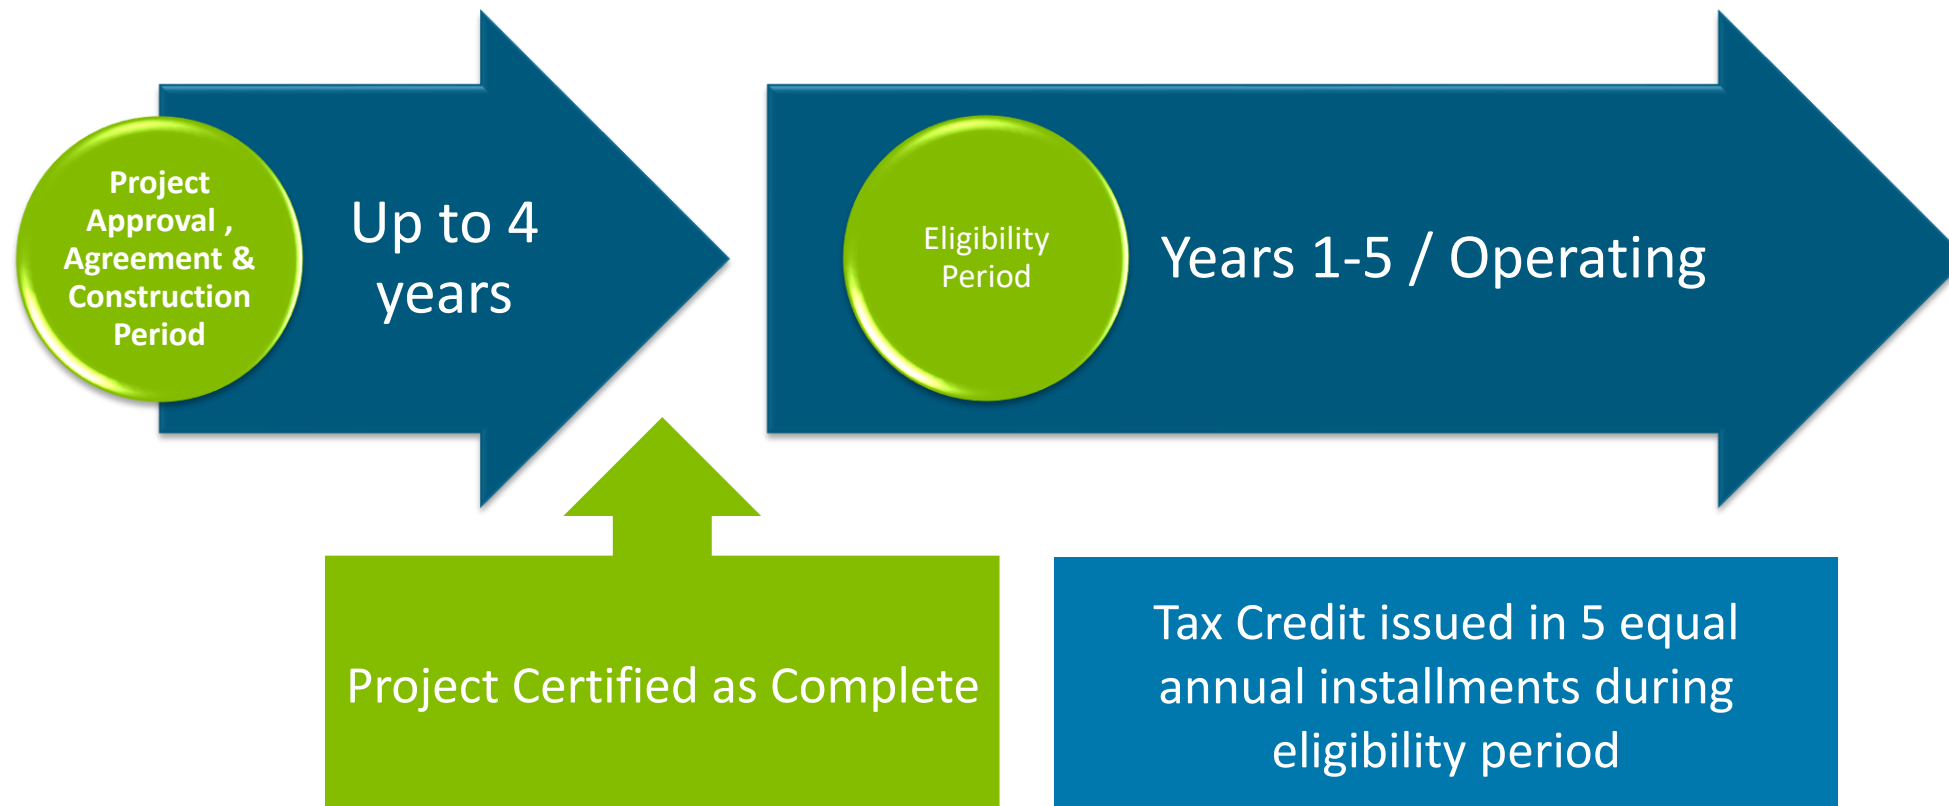 Project
Approval ,
Agreement &
Construction
Period
Up to 4
years
Eligibility
Period
Years 1-5 / Operating
Project Certified as Complete
Tax Credit issued in 5 equal
annual installments during
eligibility period